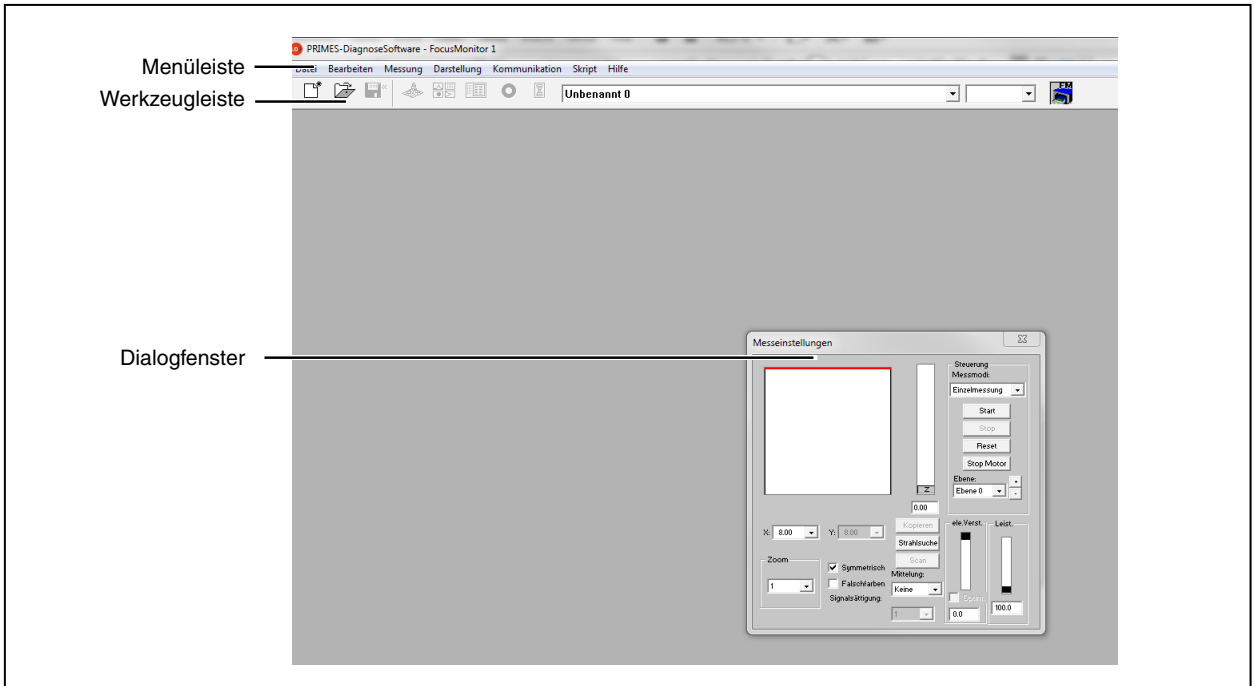 PRIMES-DiagnoseSoftware - FocusMonitor 1
Menüleiste
Datei Bearbeiten Messung Darstellung Kommunikation Skript Hilfe
Werkzeugleiste
Unbenannt 0
FM
Dialogfenster
Messeinstellungen
Steuerung
Messmodi:
Einzelmessung
Start
Stop
Reset
Stop Motor
Ebene:
Ebene 0
+
-
Z
0.00
X: 8.00 Y: 8.00
Kopieren
Strahlsuche
Scan
ele.Verst. Leist.
Zoom
1
Symmetrisch
Falschfarben
Signalsättigung:
Mittelung:
Keine
1
Optim.
0.0
100.0